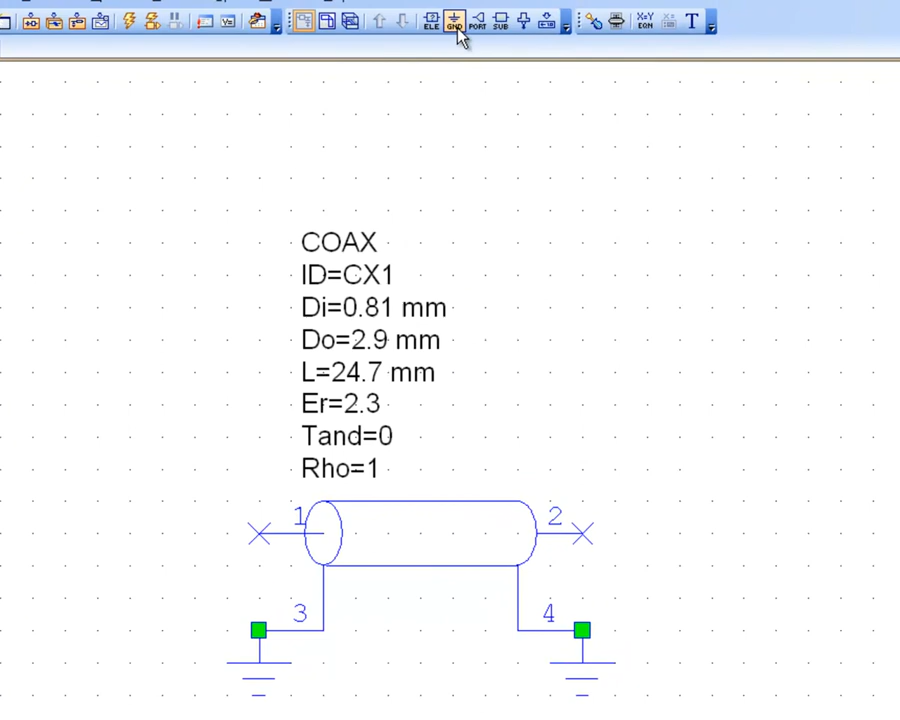 ELE GND PORT SUB X=Y EQN T
COAX
ID=CX1
Di=0.81 mm
Do=2.9 mm
L=24.7 mm
Er=2.3
Tand=0
Rho=1
1 2
3 4